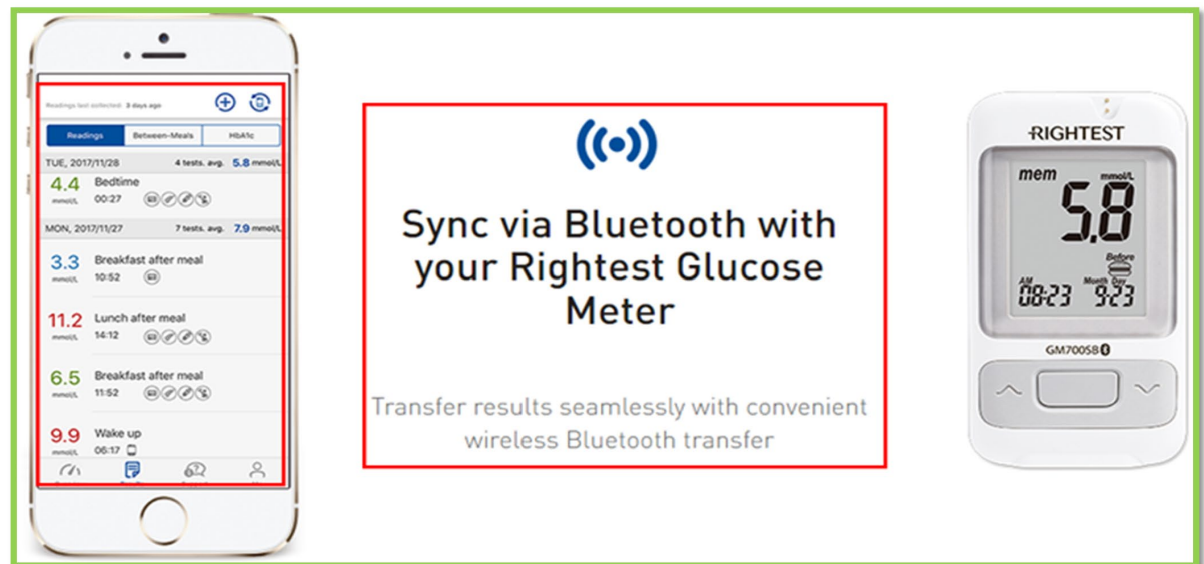 Readings last collected: 3 days ago
Readings Between-Meals HbA1c
TUE, 2017/11/28 4 tests. avg. 5.8 mmol/L
4.4 Bedtime
mmol/L 00:27
MON, 2017/11/27 7 tests. avg. 7.9 mmol/L
3.3 Breakfast after meal
mmol/L 10:52
11.2 Lunch after meal
mmol/L 14:12
6.5 Breakfast after meal
mmol/L 11:52
9.9 Wake up
mmol/L 06:17
Sync via Bluetooth with
your Rightest Glucose
Meter
Transfer results seamlessly with convenient
wireless Bluetooth transfer
RIGHTEST
mem mmol/L
5.8
Before
AM Month Day
08:23 9-23
GM700SB